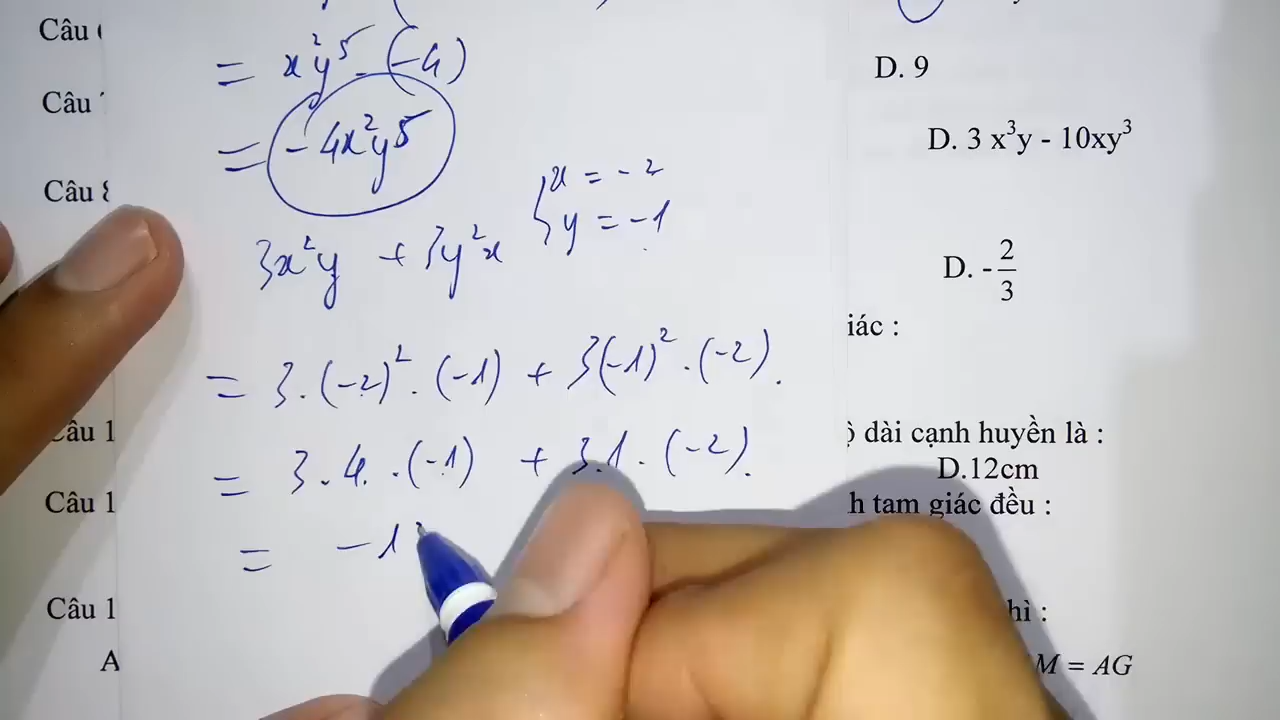 Câu
= x²y⁵ . (-4)
D. 9
Câu
= -4x²y⁵
D. 3 x³y - 10xy³
Câu 8
{x = -2
y = -1
3x²y + 3y²x
D. -2/3
iác :
= 3.(-2)².(-1) + 3(-1)².(-2).
Câu 1
dài cạnh huyền là :
= 3.4.(-1) + 3.1.(-2).
D.12cm
Câu 1
h tam giác đều :
= -1
Câu 1
hì :
A
M = AG